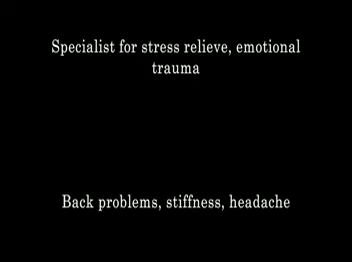 Specialist for stress relieve, emotional
trauma
Back problems, stiffness, headache